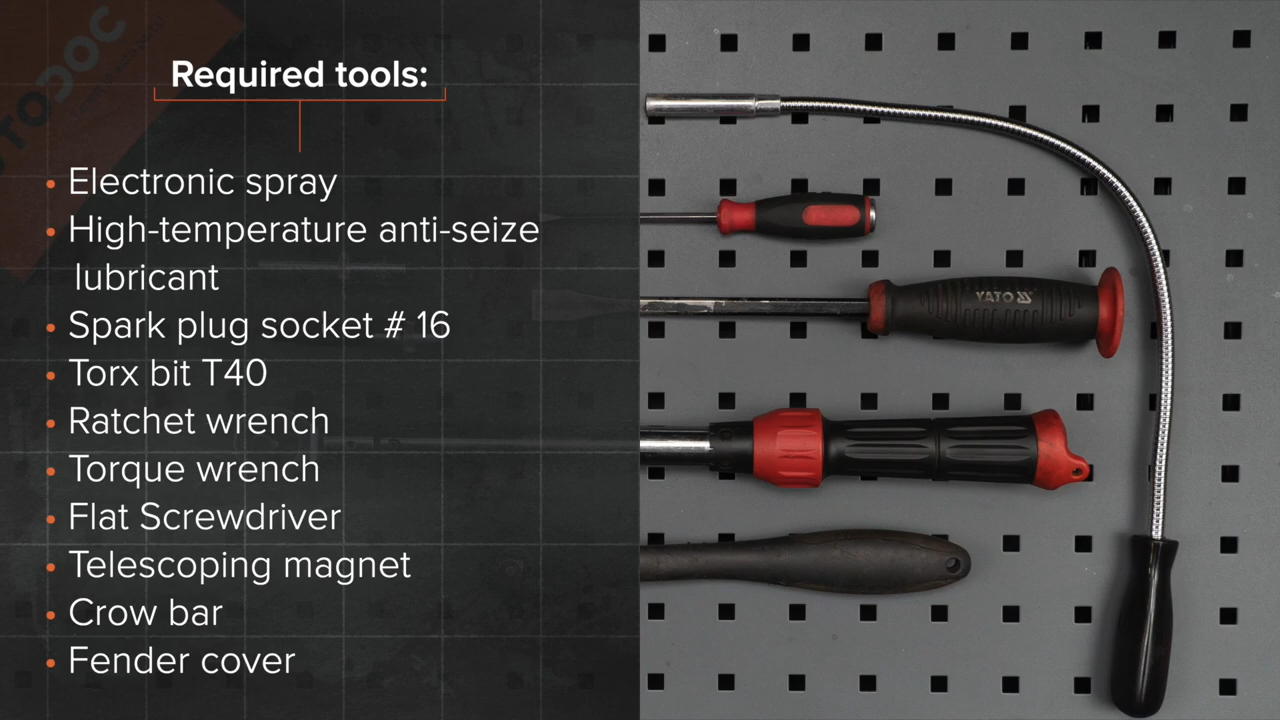 Required tools:
• Electronic spray
• High-temperature anti-seize
lubricant
• Spark plug socket # 16
• Torx bit T40
• Ratchet wrench
• Torque wrench
• Flat Screwdriver
• Telescoping magnet
• Crow bar
• Fender cover
YATO